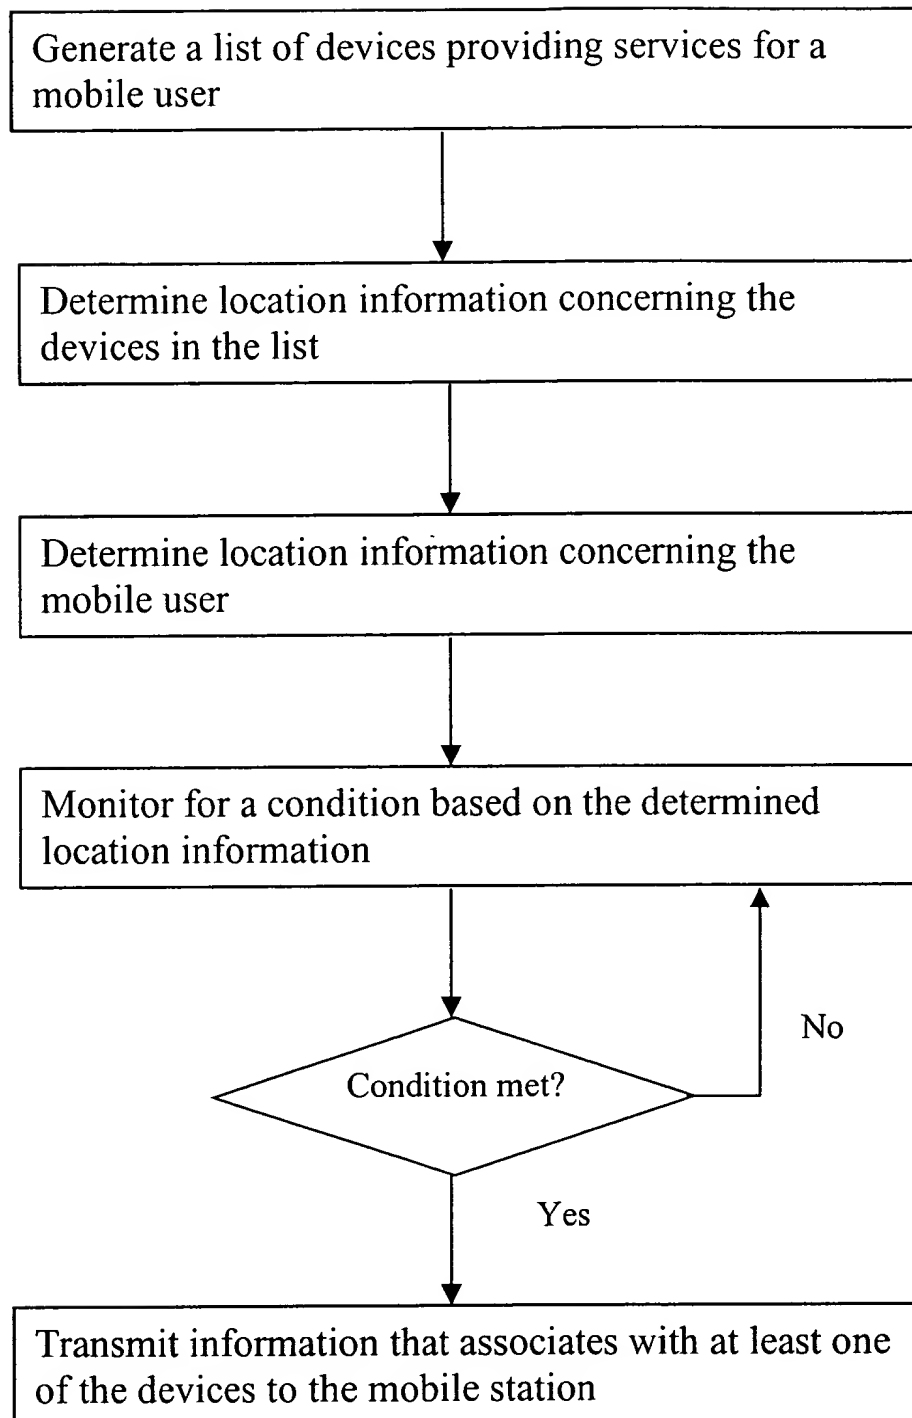 Generate a list of devices providing services for a
mobile user
Determine location information concerning the
devices in the list
Determine location information concerning the
mobile user
Monitor for a condition based on the determined
location information
No
Condition met?
Yes
Transmit information that associates with at least one
of the devices to the mobile station